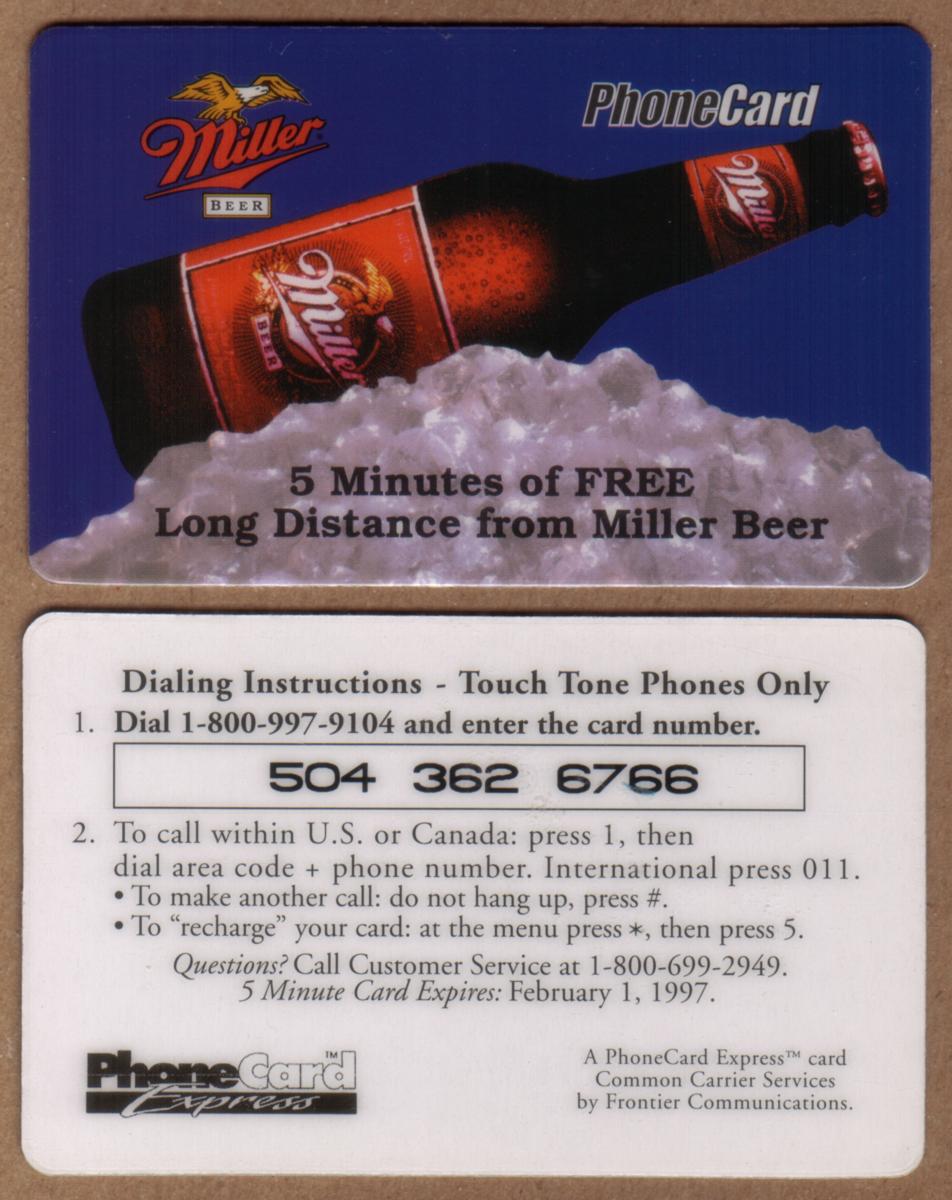 Miller
BEER
PhoneCard
Miller
Miller
BEER
5 Minutes of FREE
Long Distance from Miller Beer
Dialing Instructions - Touch Tone Phones Only
1. Dial 1-800-997-9104 and enter the card number.
504 362 6766
2. To call within U.S. or Canada: press 1, then
dial area code + phone number. International press 011.
• To make another call: do not hang up, press #.
• To “recharge” your card: at the menu press *, then press 5.
Questions? Call Customer Service at 1-800-699-2949.
5 Minute Card Expires: February 1, 1997.
PhoneCard™
Express
A PhoneCard Express™ card
Common Carrier Services
by Frontier Communications.